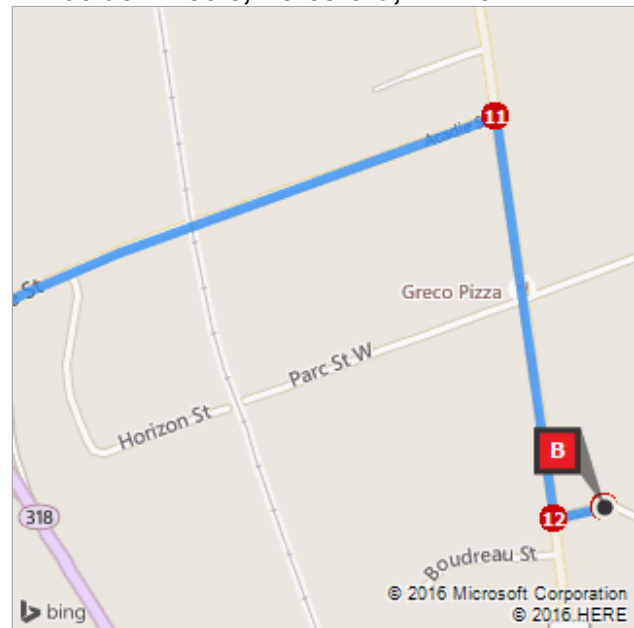 11
Acadie S
e St
Greco Pizza
Parc St W
Horizon St
B
318
12
Boudreau St
© 2016 Microsoft Corporation
bing
© 2016 HERE